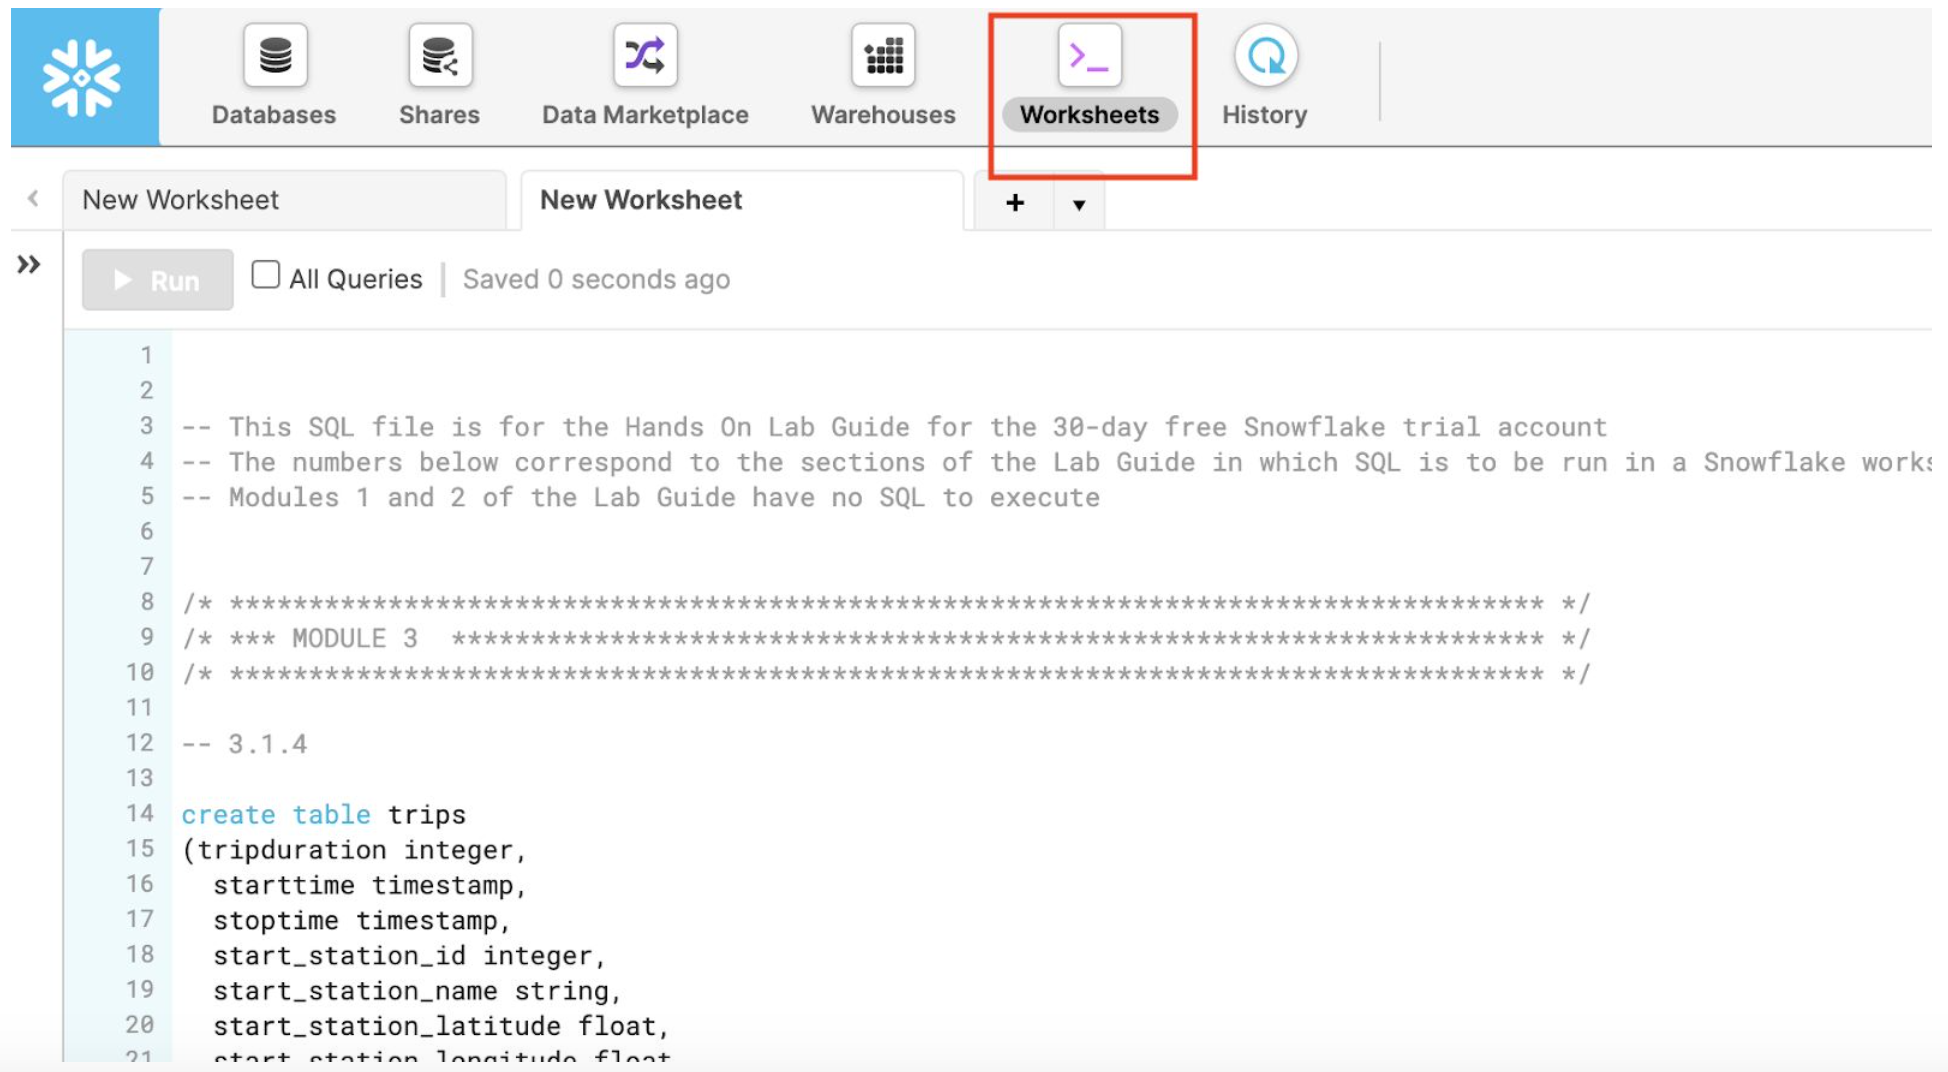 Databases Shares Data Marketplace Warehouses Worksheets History
New Worksheet New Worksheet + ▼
Run All Queries | Saved 0 seconds ago
1
2
3 -- This SQL file is for the Hands On Lab Guide for the 30-day free Snowflake trial account
4 -- The numbers below correspond to the sections of the Lab Guide in which SQL is to be run in a Snowflake works
5 -- Modules 1 and 2 of the Lab Guide have no SQL to execute
6
7
8 /* *********************************************************************************** */
9 /* *** MODULE 3  ********************************************************************* */
10 /* *********************************************************************************** */
11
12 -- 3.1.4
13
14 create table trips
15 (tripduration integer,
16   starttime timestamp,
17   stoptime timestamp,
18   start_station_id integer,
19   start_station_name string,
20   start_station_latitude float,
21   start_station_longitude float